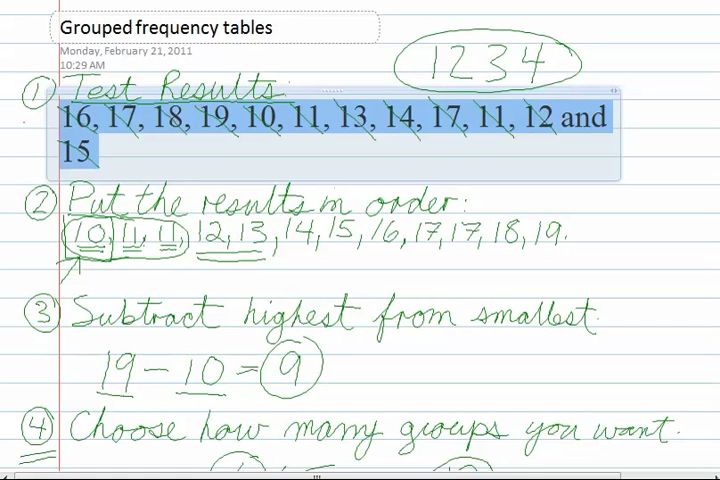 Grouped frequency tables
Monday, February 21, 2011
10:29 AM
1234
① Test Results:
16, 17, 18, 19, 10, 11, 13, 14, 17, 11, 12 and
15
② Put the results in order:
10, 11, 11, 12, 13, 14, 15, 16, 17, 17, 18, 19.
③ Subtract highest from smallest.
19 - 10 = 9
④ Choose how many groups you want.